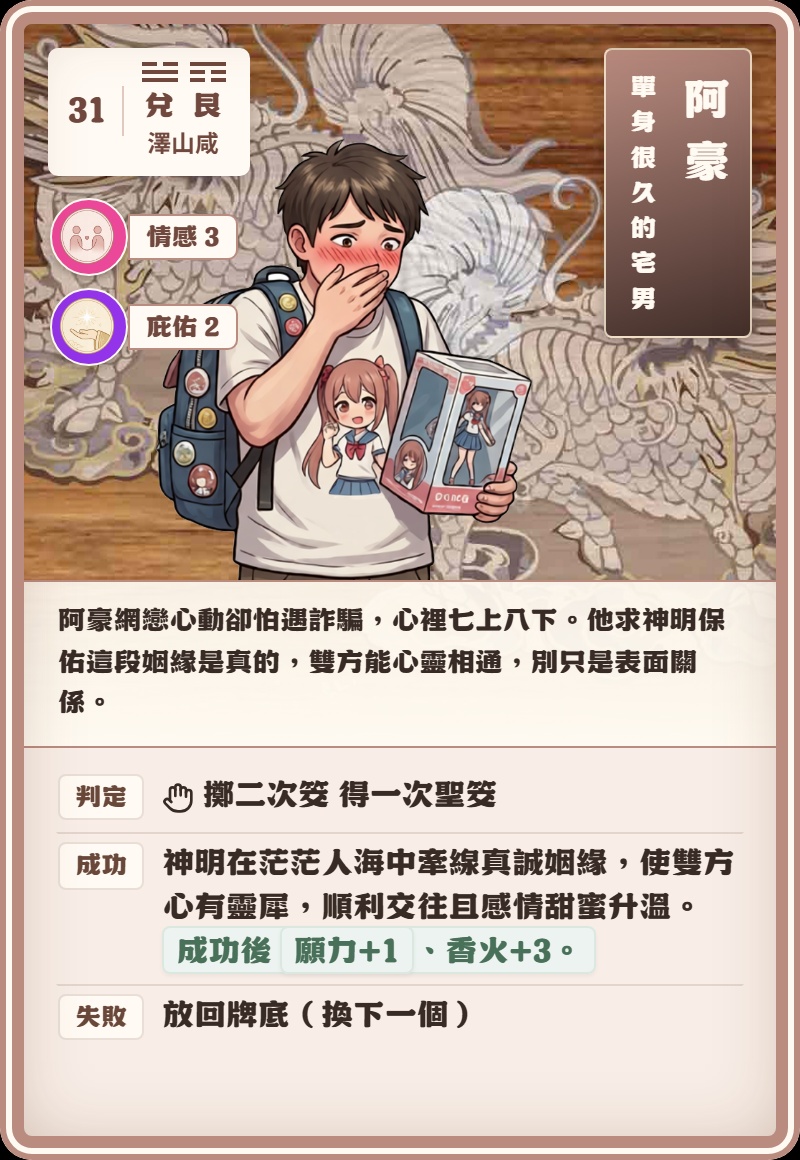 31
兌 艮
澤山咸
情感 3
庇佑 2
阿豪
單身很久的宅男
阿豪網戀心動卻怕遇詐騙，心裡七上八下。他求神明保
佑這段姻緣是真的，雙方能心靈相通，別只是表面關
係。
判定
擲二次筊 得一次聖筊
成功
神明在茫茫人海中牽線真誠姻緣，使雙方
心有靈犀，順利交往且感情甜蜜升溫。
成功後 願力+1 、香火+3。
失敗
放回牌底（換下一個）